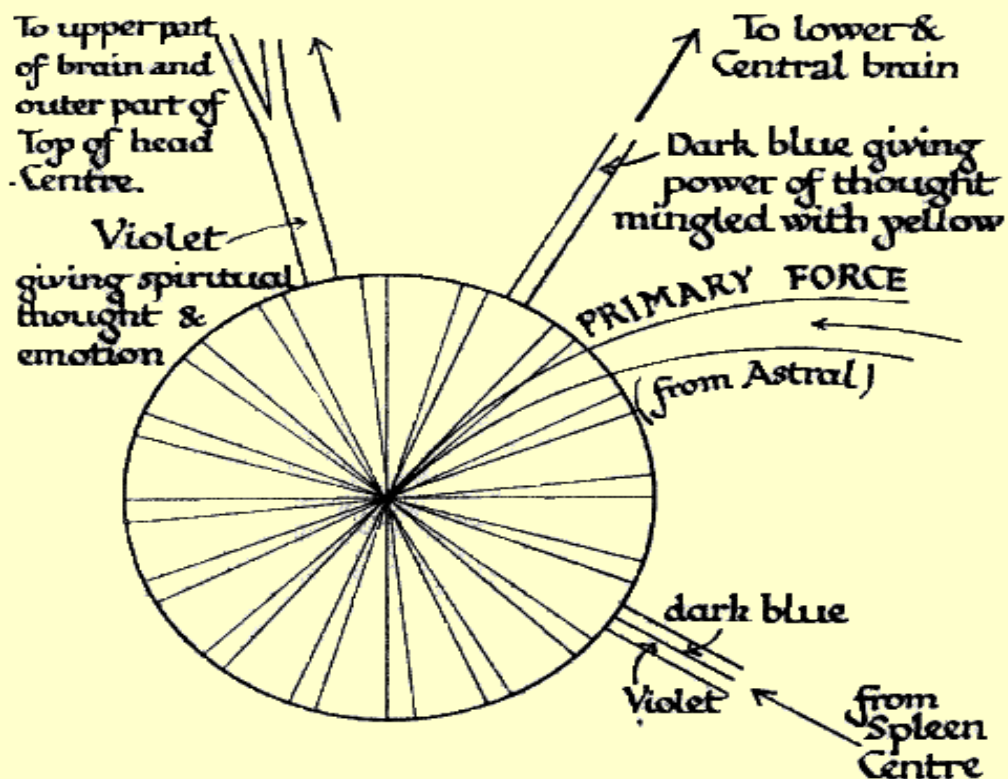 To upper part
of brain and
outer part of
Top of head
Centre.
To lower &
Central brain
Dark blue giving
power of thought
mingled with yellow
Violet
giving spiritual
thought &
emotion
PRIMARY FORCE
(from Astral)
dark blue
Violet
from
Spleen
Centre